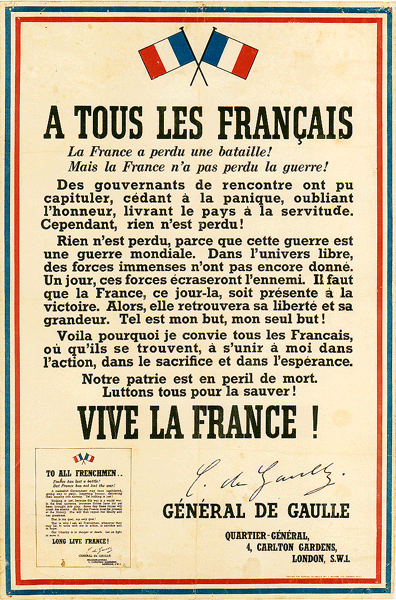 A TOUS LES FRANÇAIS
La France a perdu une bataille!
Mais la France n'a pas perdu la guerre!
Des gouvernants de rencontre ont pu
capituler, cédant à la panique, oubliant
l'honneur, livrant le pays à la servitude.
Cependant, rien n'est perdu!
Rien n'est perdu, parce que cette guerre est
une guerre mondiale. Dans l'univers libre,
des forces immenses n'ont pas encore donné.
Un jour, ces forces écraseront l'ennemi. Il faut
que la France, ce jour-la, soit présente à la
victoire. Alors, elle retrouvera sa liberté et sa
grandeur. Tel est mon but, mon seul but!
Voila pourquoi je convie tous les Francais,
où qu'ils se trouvent, à s'unir à moi dans
l'action, dans le sacrifice et dans l'espérance.
Notre patrie est en peril de mort.
Luttons tous pour la sauver!
VIVE LA FRANCE !
TO ALL FRENCHMEN..
France has lost a battle!
But France has not lost the war!
LONG LIVE FRANCE!
C. de Gaulle
GÉNÉRAL DE GAULLE
C. de Gaulle
GÉNÉRAL DE GAULLE
QUARTIER-GÉNÉRAL,
4, CARLTON GARDENS,
LONDON, S.W.1.